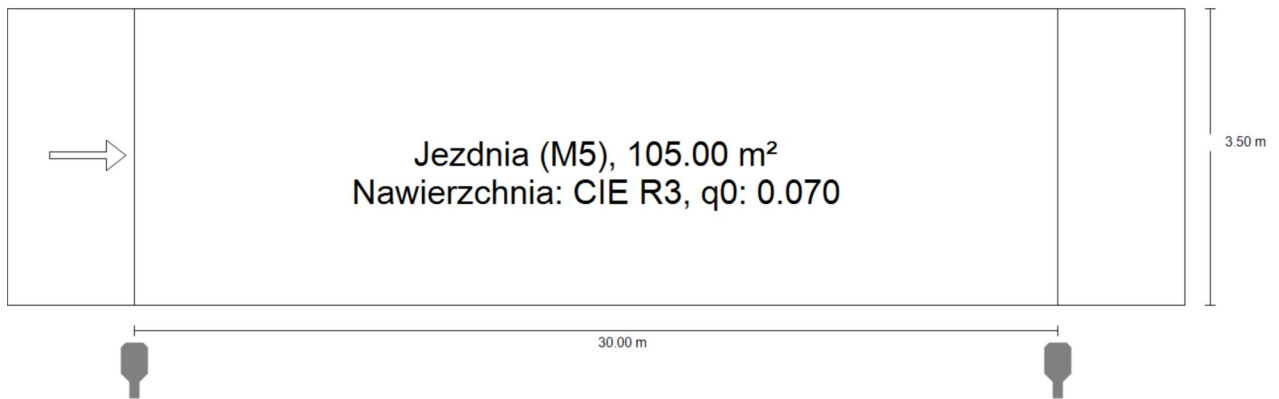 Jezdnia (M5), 105.00 m²
Nawierzchnia: CIE R3, q0: 0.070
3.50 m
30.00 m